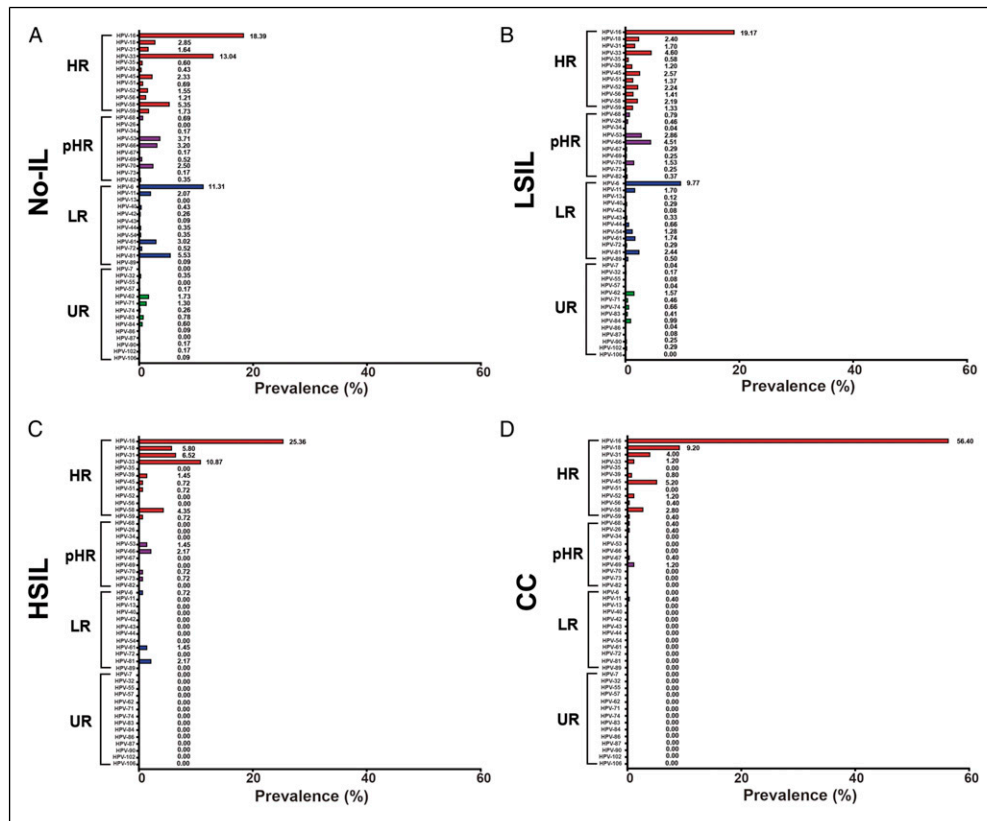 A
No-IL
HR
HPV-16 18.39
HPV-18 2.85
HPV-31 1.64
HPV-33 13.04
HPV-35 0.60
HPV-39 0.43
HPV-45 2.33
HPV-51 0.69
HPV-52 1.55
HPV-56 1.21
HPV-58 5.35
HPV-59 1.73
pHR
HPV-68 0.69
HPV-26 0.00
HPV-34 0.17
HPV-53 3.71
HPV-66 3.20
HPV-67 0.17
HPV-69 0.52
HPV-70 2.50
HPV-73 0.17
HPV-82 0.35
LR
HPV-6 11.31
HPV-11 2.07
HPV-13 0.00
HPV-40 0.43
HPV-42 0.26
HPV-43 0.09
HPV-44 0.35
HPV-54 0.35
HPV-61 3.02
HPV-72 0.52
HPV-81 5.53
HPV-89 0.09
UR
HPV-7 0.00
HPV-32 0.35
HPV-55 0.00
HPV-57 0.17
HPV-62 1.73
HPV-71 1.30
HPV-74 0.26
HPV-83 0.78
HPV-84 0.60
HPV-86 0.09
HPV-87 0.00
HPV-90 0.17
HPV-102 0.17
HPV-106 0.09
0 20 40 60
Prevalence (%)
B
LSIL
HR
HPV-16 19.17
HPV-18 2.40
HPV-31 1.70
HPV-33 4.60
HPV-35 0.58
HPV-39 1.20
HPV-45 2.57
HPV-51 1.37
HPV-52 2.24
HPV-56 1.41
HPV-58 2.19
HPV-59 1.33
pHR
HPV-68 0.79
HPV-26 0.46
HPV-34 0.04
HPV-53 2.86
HPV-66 4.51
HPV-67 0.29
HPV-69 0.25
HPV-70 1.53
HPV-73 0.25
HPV-82 0.37
LR
HPV-6 9.77
HPV-11 1.70
HPV-13 0.12
HPV-40 0.29
HPV-42 0.08
HPV-43 0.33
HPV-44 0.66
HPV-54 1.28
HPV-61 1.74
HPV-72 0.29
HPV-81 2.44
HPV-89 0.50
UR
HPV-7 0.04
HPV-32 0.17
HPV-55 0.08
HPV-57 0.04
HPV-62 1.57
HPV-71 0.46
HPV-74 0.66
HPV-83 0.41
HPV-84 0.99
HPV-86 0.04
HPV-87 0.08
HPV-90 0.25
HPV-102 0.29
HPV-106 0.00
0 20 40 60
Prevalence (%)
C
HSIL
HR
HPV-16 25.36
HPV-18 5.80
HPV-31 6.52
HPV-33 10.87
HPV-35 0.00
HPV-39 1.45
HPV-45 0.72
HPV-51 0.72
HPV-52 0.00
HPV-56 0.00
HPV-58 4.35
HPV-59 0.72
pHR
HPV-68 0.00
HPV-26 0.00
HPV-34 0.00
HPV-53 1.45
HPV-66 2.17
HPV-67 0.00
HPV-69 0.00
HPV-70 0.72
HPV-73 0.72
HPV-82 0.00
LR
HPV-6 0.72
HPV-11 0.00
HPV-13 0.00
HPV-40 0.00
HPV-42 0.00
HPV-43 0.00
HPV-44 0.00
HPV-54 0.00
HPV-61 1.45
HPV-72 0.00
HPV-81 2.17
HPV-89 0.00
UR
HPV-7 0.00
HPV-32 0.00
HPV-55 0.00
HPV-57 0.00
HPV-62 0.00
HPV-71 0.00
HPV-74 0.00
HPV-83 0.00
HPV-84 0.00
HPV-86 0.00
HPV-87 0.00
HPV-90 0.00
HPV-102 0.00
HPV-106 0.00
0 20 40 60
Prevalence (%)
D
CC
HR
HPV-16 56.40
HPV-18 9.20
HPV-31 4.00
HPV-33 1.20
HPV-35 0.00
HPV-39 0.80
HPV-45 5.20
HPV-51 0.00
HPV-52 1.20
HPV-56 0.40
HPV-58 2.80
HPV-59 0.40
pHR
HPV-68 0.40
HPV-26 0.40
HPV-34 0.00
HPV-53 0.00
HPV-66 0.00
HPV-67 0.40
HPV-69 1.20
HPV-70 0.00
HPV-73 0.00
HPV-82 0.00
LR
HPV-6 0.00
HPV-11 0.40
HPV-13 0.00
HPV-40 0.00
HPV-42 0.00
HPV-43 0.00
HPV-44 0.00
HPV-54 0.00
HPV-61 0.00
HPV-72 0.00
HPV-81 0.00
HPV-89 0.00
UR
HPV-7 0.00
HPV-32 0.00
HPV-55 0.00
HPV-57 0.00
HPV-62 0.00
HPV-71 0.00
HPV-74 0.00
HPV-83 0.00
HPV-84 0.00
HPV-86 0.00
HPV-87 0.00
HPV-90 0.00
HPV-102 0.00
HPV-106 0.00
0 20 40 60
Prevalence (%)